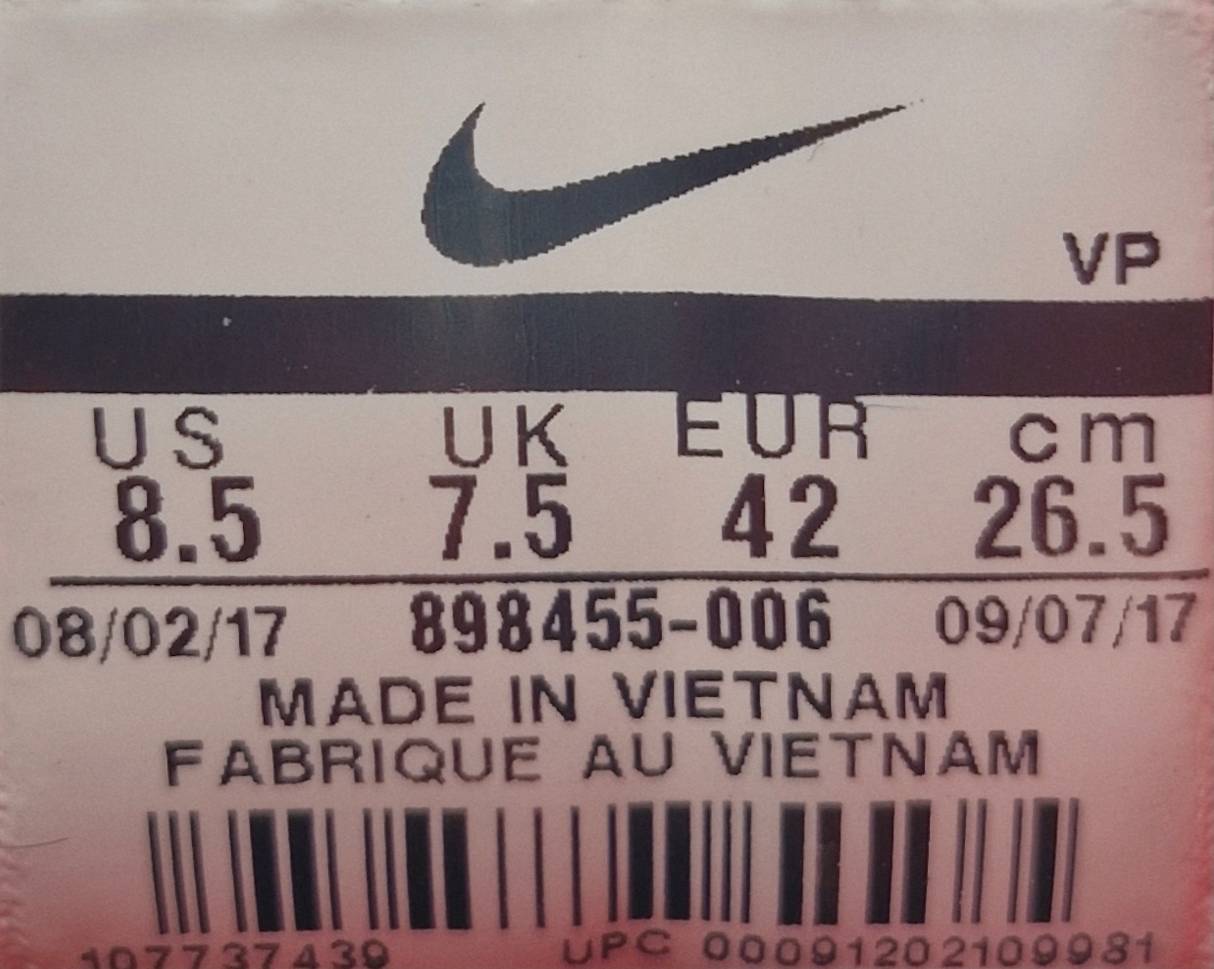 VP
US UK EUR cm
8.5 7.5 42 26.5
08/02/17 898455-006 09/07/17
MADE IN VIETNAM
FABRIQUE AU VIETNAM
107737439 UPC 00091202109981